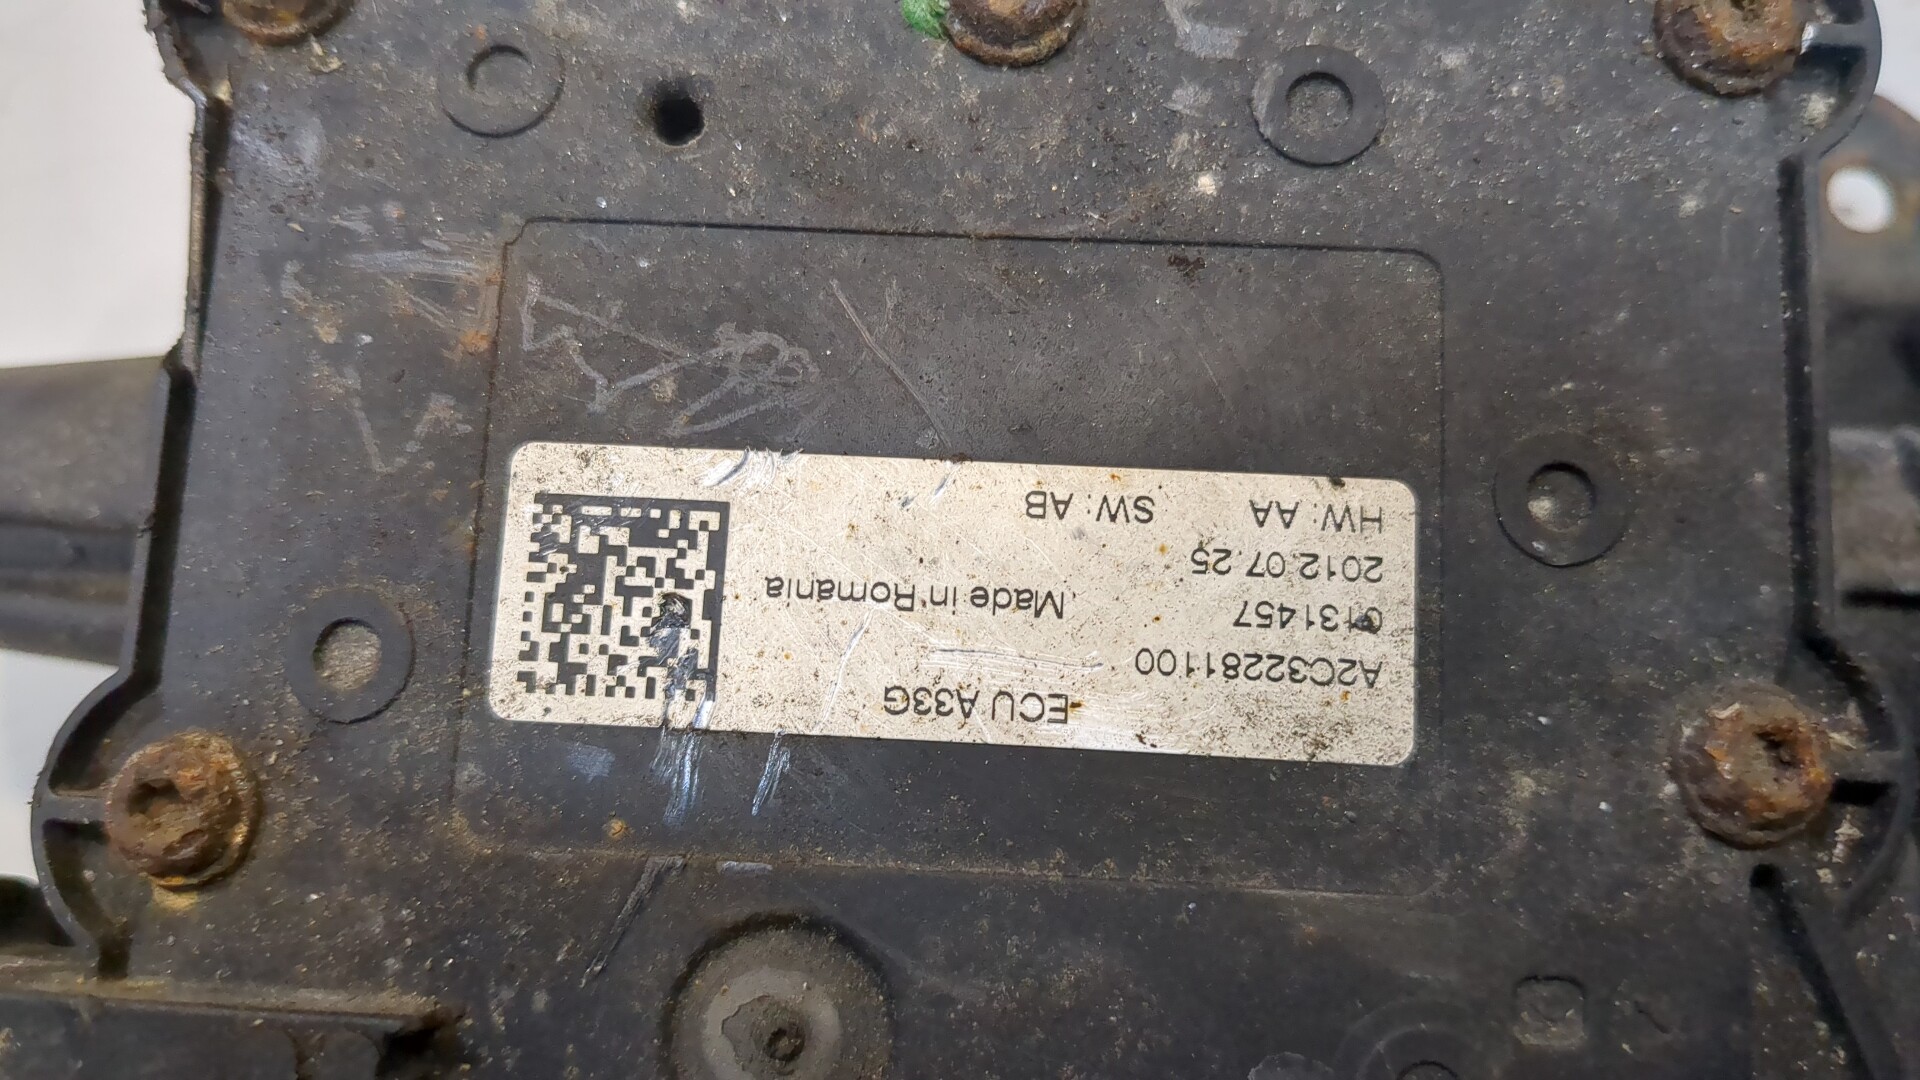 ECU A33G
A2C32281100
0131457 Made in Romania
2012.07.25
HW: AA SW: AB